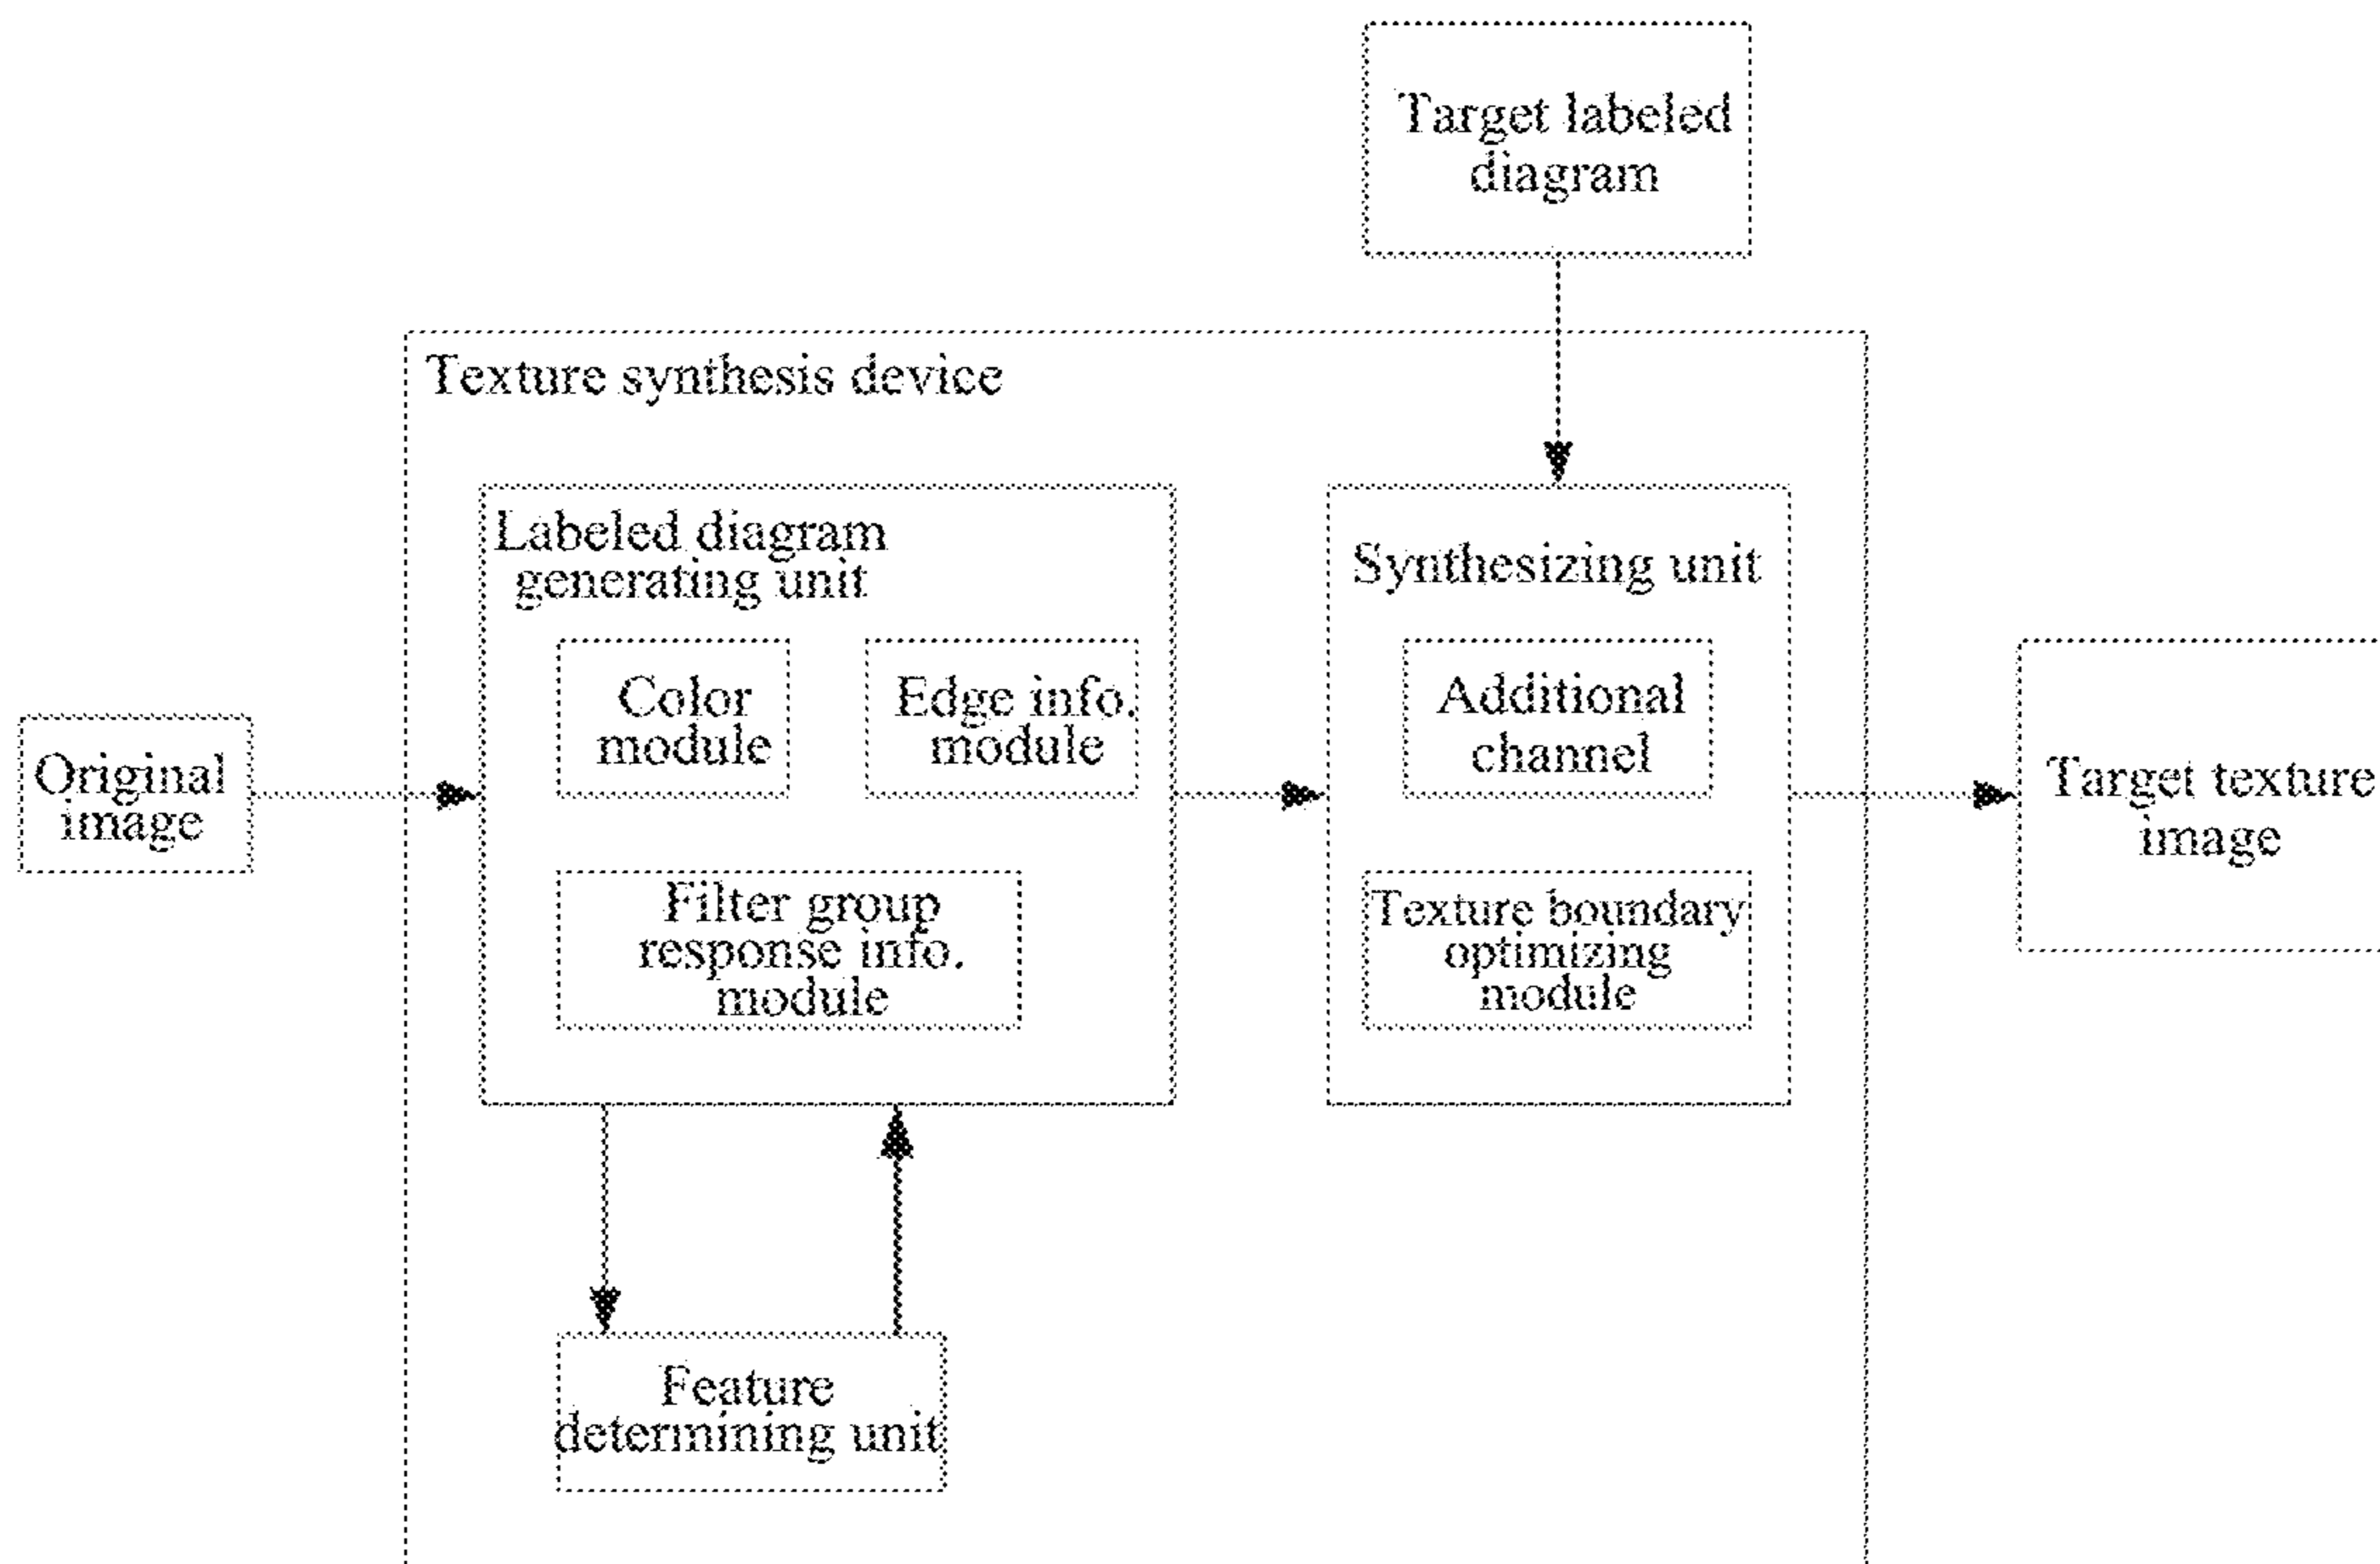 Target labeled
diagram
Texture synthesis device
Labeled diagram
generating unit
Color
module
Edge info.
module
Filter group
response info.
module
Synthesizing unit
Additional
channel
Texture boundary
optimizing
module
Original
image
Target texture
image
Feature
determining unit